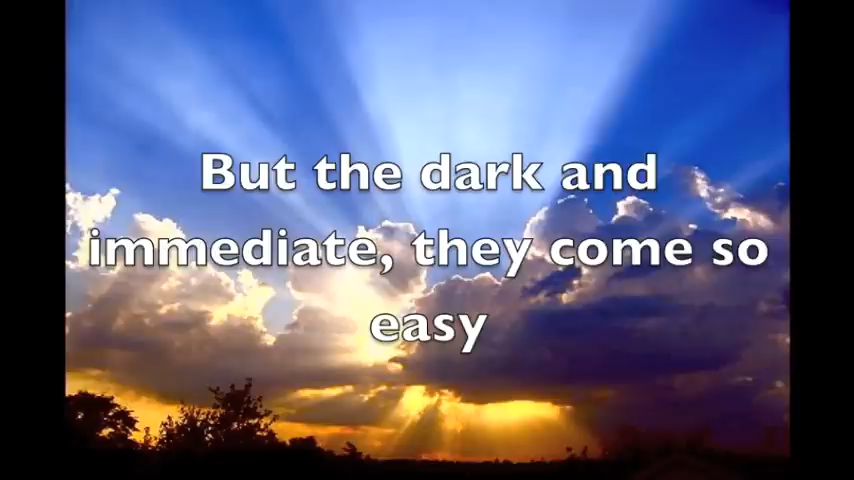 But the dark and
immediate, they come so
easy